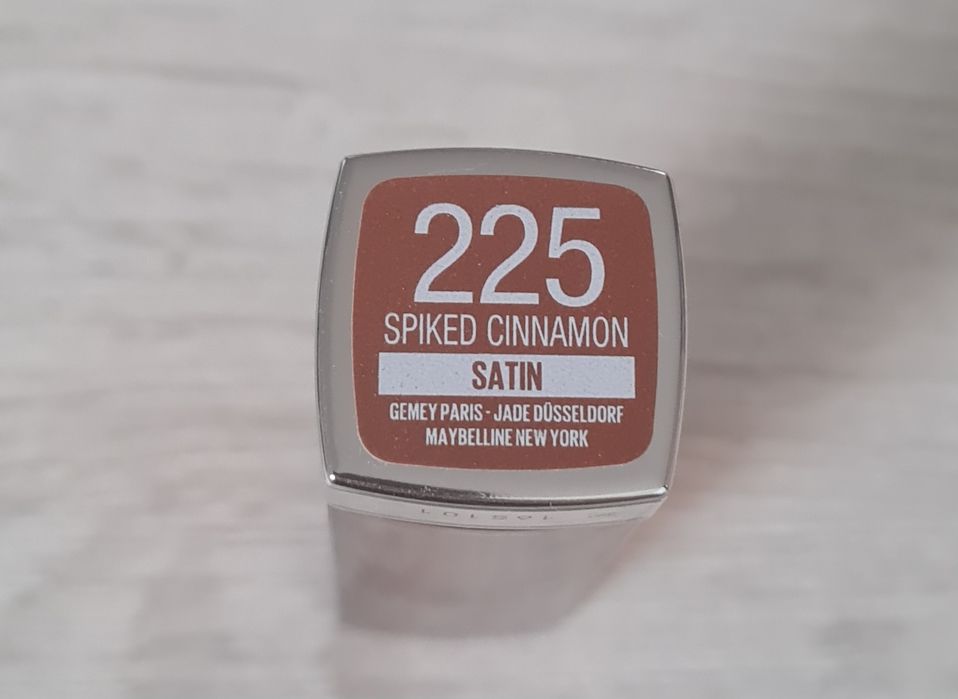 225
SPIKED CINNAMON
SATIN
GEMEY PARIS - JADE DÜSSELDORF
MAYBELLINE NEW YORK